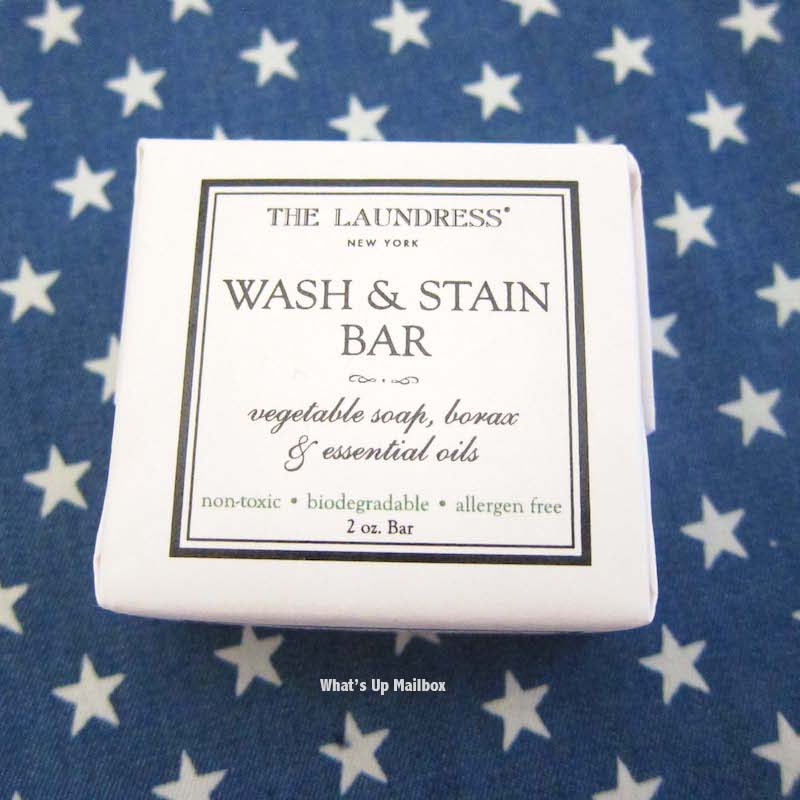 THE LAUNDRESS®
NEW YORK
WASH & STAIN
BAR
vegetable soap, borax
& essential oils
non-toxic • biodegradable • allergen free
2 oz. Bar
What's Up Mailbox